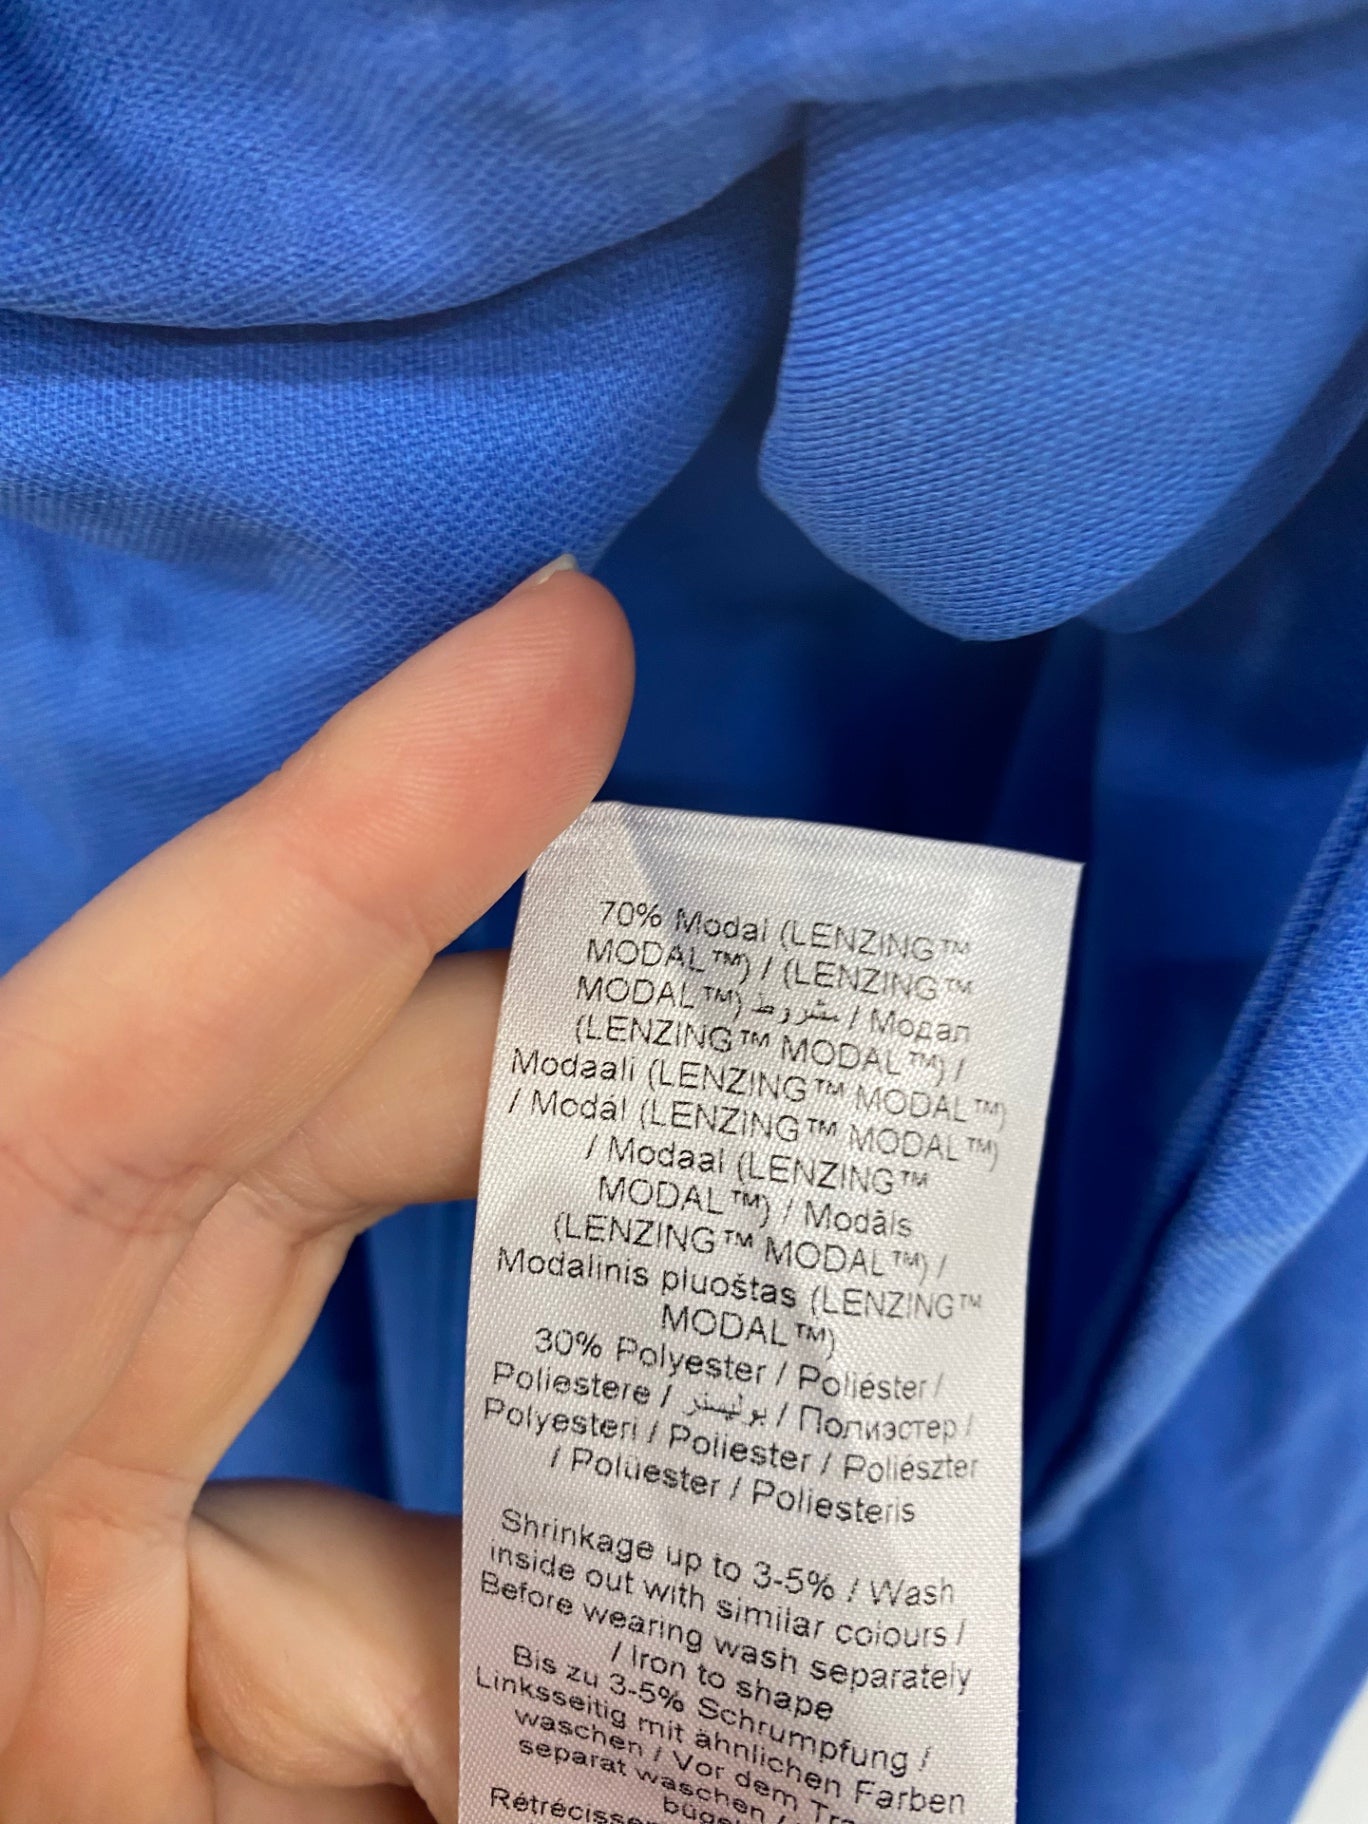 70% Modal (LENZING™
MODAL™) / (LENZING™
MODAL™) مشروط / Модал
(LENZING™ MODAL™) /
Modaali (LENZING™ MODAL™)
/ Modal (LENZING™ MODAL™)
/ Modaal (LENZING™
MODAL™) / Modāls
(LENZING™ MODAL™) /
Modalinis pluoštas (LENZING™
MODAL™)
30% Polyester / Poliéster /
Poliestere / بوليستر / Полиэстер /
Polyesteri / Poliester / Poliészter
/ Polüester / Poliesteris
Shrinkage up to 3-5% / Wash
inside out with similar colours /
Before wearing wash separately
/ Iron to shape
Bis zu 3-5% Schrumpfung /
Linksseitig mit ähnlichen Farben
waschen / Vor dem
separat waschen /